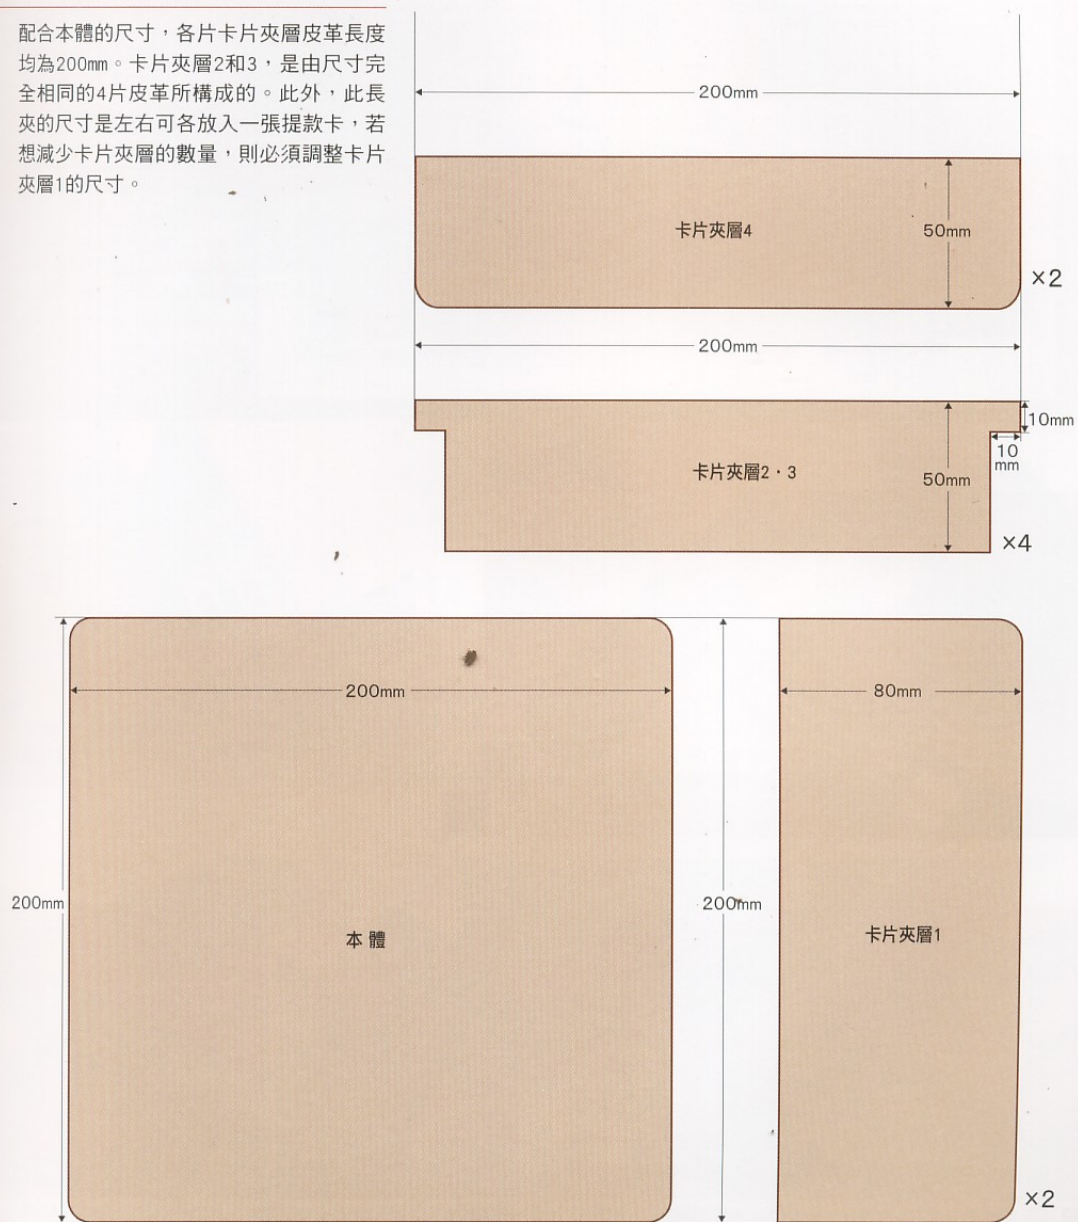 配合本體的尺寸，各片卡片夾層皮革長度
均為200mm。卡片夾層2和3，是由尺寸完
全相同的4片皮革所構成的。此外，此長
夾的尺寸是左右可各放入一張提款卡，若
想減少卡片夾層的數量，則必須調整卡片
夾層1的尺寸。
200mm
卡片夾層4
50mm
×2
200mm
10mm
10
mm
卡片夾層2・3
50mm
×4
200mm
80mm
200mm
200mm
本 體
卡片夾層1
×2